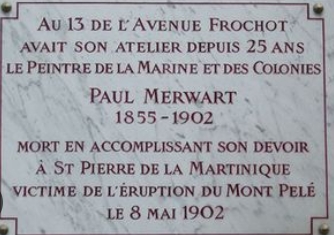 AU 13 DE L'AVENUE FROCHOT
AVAIT SON ATELIER DEPUIS 25 ANS
LE PEINTRE DE LA MARINE ET DES COLONIES
PAUL MERWART
1855-1902
MORT EN ACCOMPLISSANT SON DEVOIR
À ST PIERRE DE LA MARTINIQUE
VICTIME DE L'ÉRUPTION DU MONT PELÉ
LE 8 MAI 1902